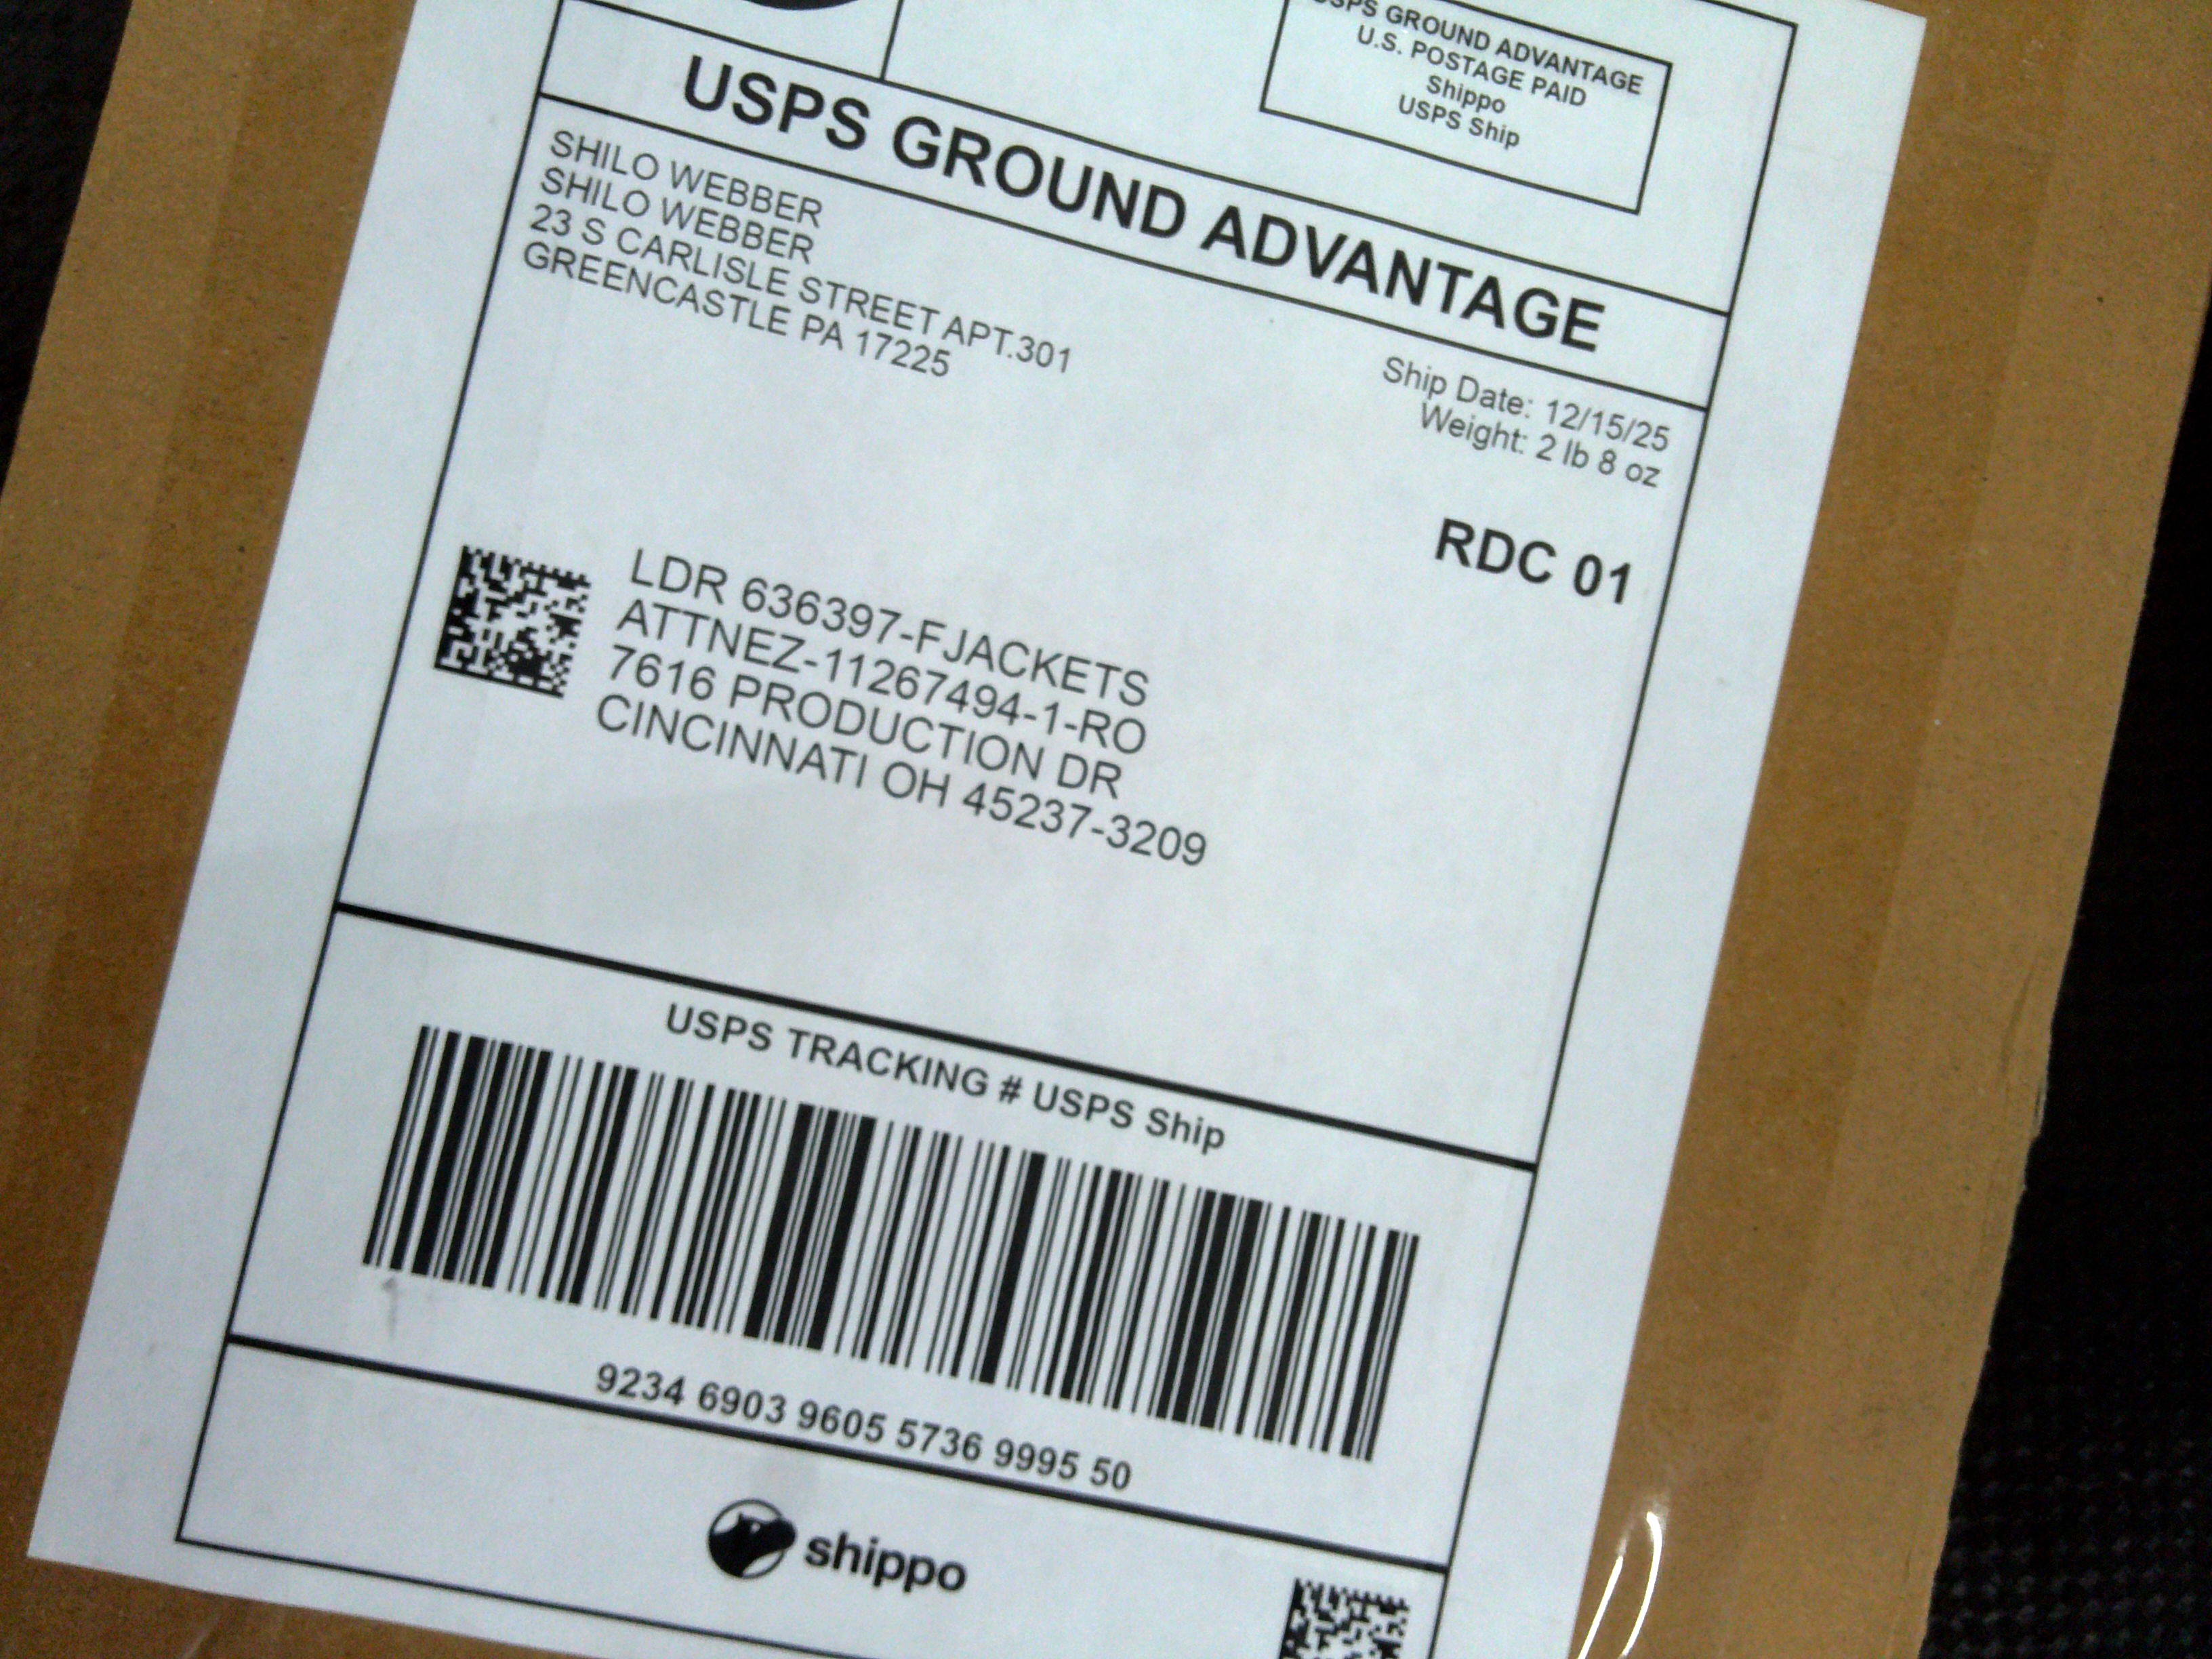 USPS GROUND ADVANTAGE
U.S. POSTAGE PAID
Shippo
USPS Ship
USPS GROUND ADVANTAGE
SHILO WEBBER
SHILO WEBBER
23 S CARLISLE STREET APT.301
GREENCASTLE PA 17225
Ship Date: 12/15/25
Weight: 2 lb 8 oz
RDC 01
LDR 636397-FJACKETS
ATTNEZ-11267494-1-RO
7616 PRODUCTION DR
CINCINNATI OH 45237-3209
USPS TRACKING # USPS Ship
9234 6903 9605 5736 9995 50
shippo